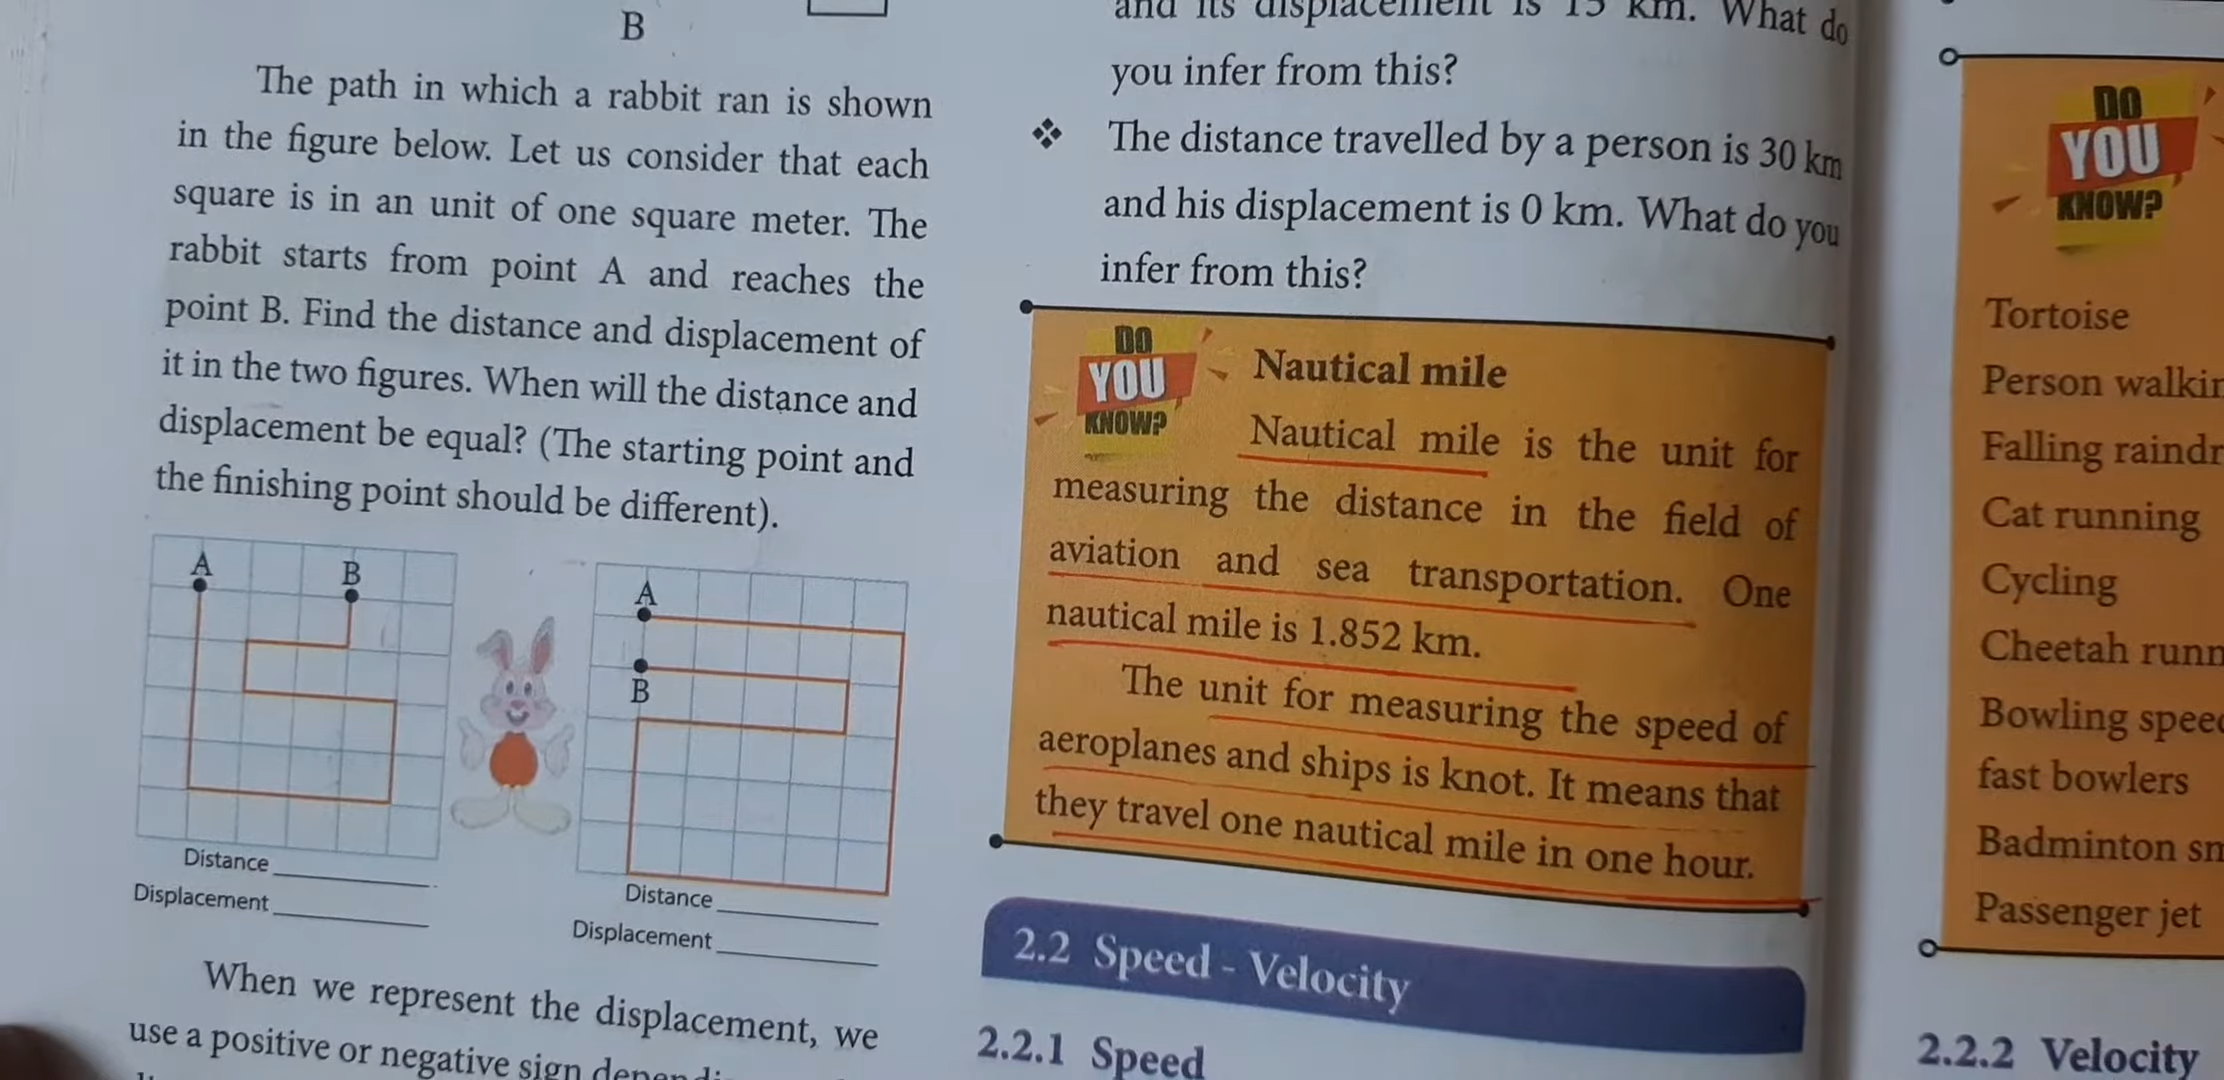 B
The path in which a rabbit ran is shown
in the figure below. Let us consider that each
square is in an unit of one square meter. The
rabbit starts from point A and reaches the
point B. Find the distance and displacement of
it in the two figures. When will the distance and
displacement be equal? (The starting point and
the finishing point should be different).
A
B
Distance
Displacement
A
B
Distance
Displacement
When we represent the displacement, we
use a positive or negative sign
and its displacement is 15 km. What do
you infer from this?
❖ The distance travelled by a person is 30 km
and his displacement is 0 km. What do you
infer from this?
DO
YOU
KNOW?
Nautical mile
Nautical mile is the unit for
measuring the distance in the field of
aviation and sea transportation. One
nautical mile is 1.852 km.
The unit for measuring the speed of
aeroplanes and ships is knot. It means that
they travel one nautical mile in one hour.
2.2 Speed - Velocity
2.2.1 Speed
DO
YOU
KNOW?
Tortoise
Person
Falling
Cat running
Cycling
Cheetah
Bowling
fast bowlers
Badminton
Passenger jet
2.2.2 Velocity